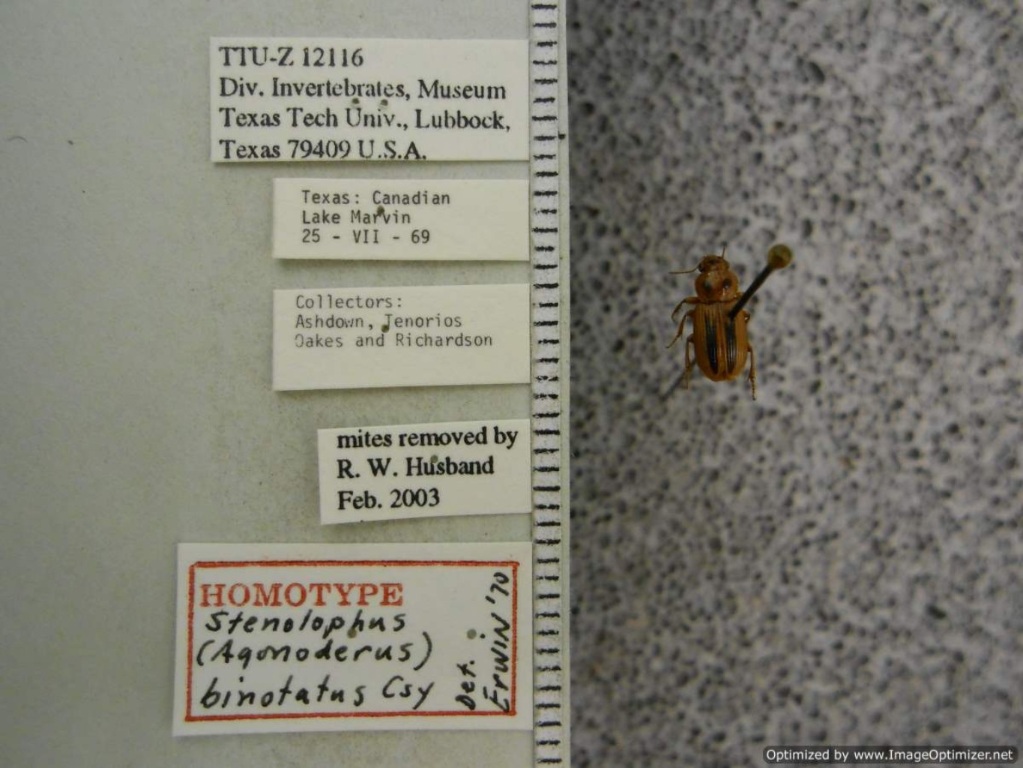 TTU-Z 12116
Div. Invertebrates, Museum
Texas Tech Univ., Lubbock,
Texas 79409 U.S.A.
Texas: Canadian
Lake Marvin
25 - VII - 69
Collectors:
Ashdown, Tenorios
Oakes and Richardson
mites removed by
R. W. Husband
Feb. 2003
HOMOTYPE
Stenolophus
(Agonoderus)
binotatus Csy
Det.
Erwin '70
Optimized by www.ImageOptimizer.net